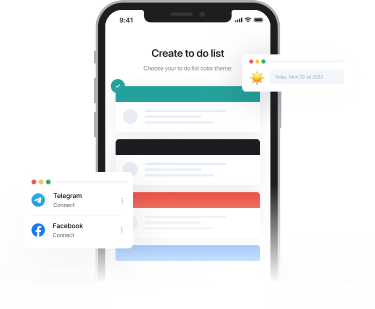 9:41
Create to do list
Choose your to do list color theme:
Today · Mon 20 Jul 2022
Telegram
Connect
Facebook
Connect